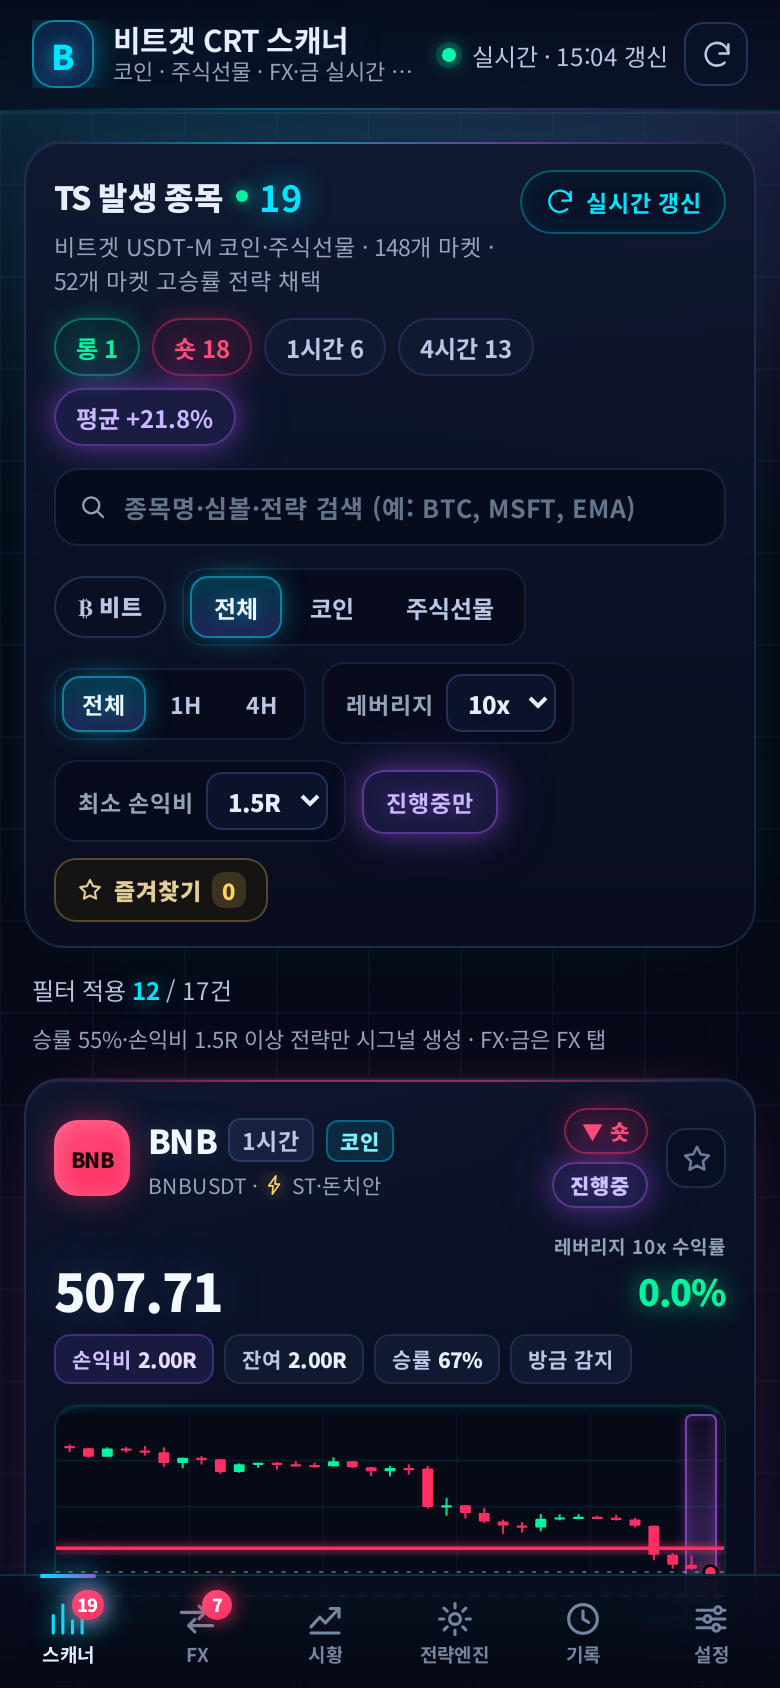 B
비트겟 CRT 스캐너
코인 · 주식선물 · FX·금 실시간 …
실시간 · 15:04 갱신
TS 발생 종목 • 19
실시간 갱신
비트겟 USDT-M 코인·주식선물 · 148개 마켓 ·
52개 마켓 고승률 전략 채택
롱 1
숏 18
1시간 6
4시간 13
평균 +21.8%
종목명·심볼·전략 검색 (예: BTC, MSFT, EMA)
₿ 비트
전체
코인
주식선물
전체
1H
4H
레버리지
10x
최소 손익비
1.5R
진행중만
즐겨찾기
0
필터 적용 12 / 17건
승률 55%·손익비 1.5R 이상 전략만 시그널 생성 · FX·금은 FX 탭
BNB
BNB
1시간
코인
▼ 숏
BNBUSDT · ⚡ ST·돈치안
진행중
레버리지 10x 수익률
507.71
0.0%
손익비 2.00R
잔여 2.00R
승률 67%
방금 감지
19
7
스캐너
FX
시황
전략엔진
기록
설정